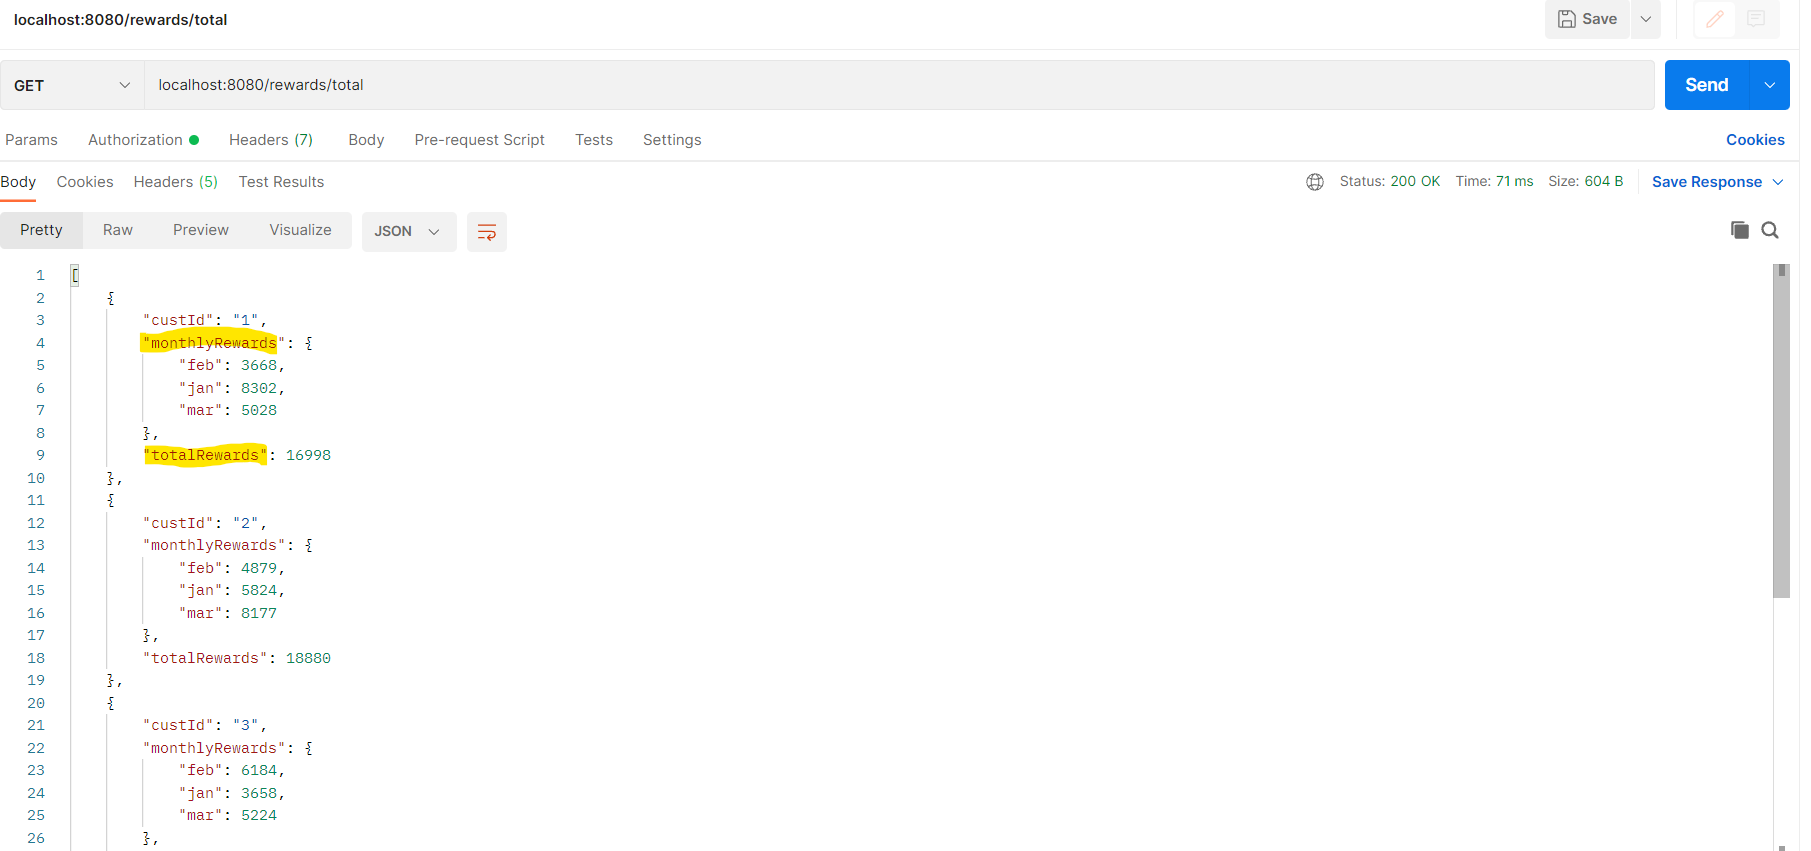 localhost:8080/rewards/total
Save
GET
localhost:8080/rewards/total
Send
Params Authorization Headers (7) Body Pre-request Script Tests Settings Cookies
Body Cookies Headers (5) Test Results Status: 200 OK Time: 71 ms Size: 604 B Save Response
Pretty Raw Preview Visualize JSON
1 [
2 {
3 "custId": "1",
4 "monthlyRewards": {
5 "feb": 3668,
6 "jan": 8302,
7 "mar": 5028
8 },
9 "totalRewards": 16998
10 },
11 {
12 "custId": "2",
13 "monthlyRewards": {
14 "feb": 4879,
15 "jan": 5824,
16 "mar": 8177
17 },
18 "totalRewards": 18880
19 },
20 {
21 "custId": "3",
22 "monthlyRewards": {
23 "feb": 6184,
24 "jan": 3658,
25 "mar": 5224
26 },